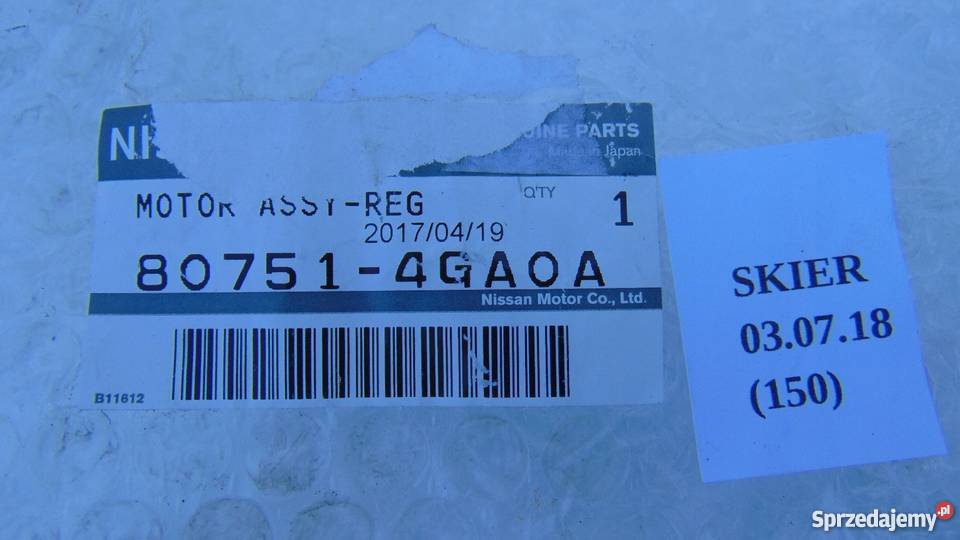 NI
UINE PARTS
Made in Japan
MOTOR ASSY-REG
Q'TY
1
2017/04/19
80751-4GA0A
Nissan Motor Co., Ltd.
B11612
SKIER
03.07.18
(150)
Sprzedajemy.pl